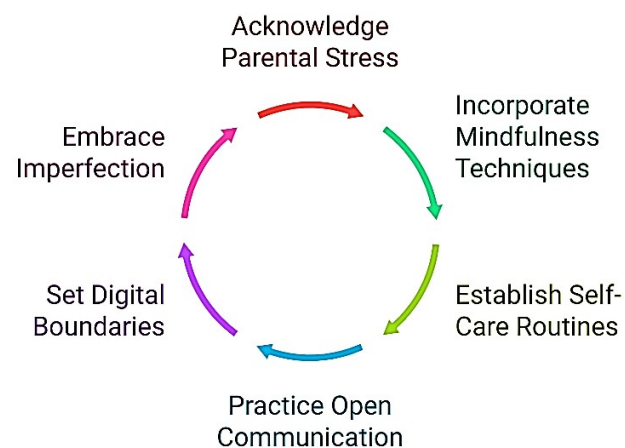 Acknowledge
Parental Stress
Incorporate
Mindfulness
Techniques
Establish Self-
Care Routines
Practice Open
Communication
Set Digital
Boundaries
Embrace
Imperfection